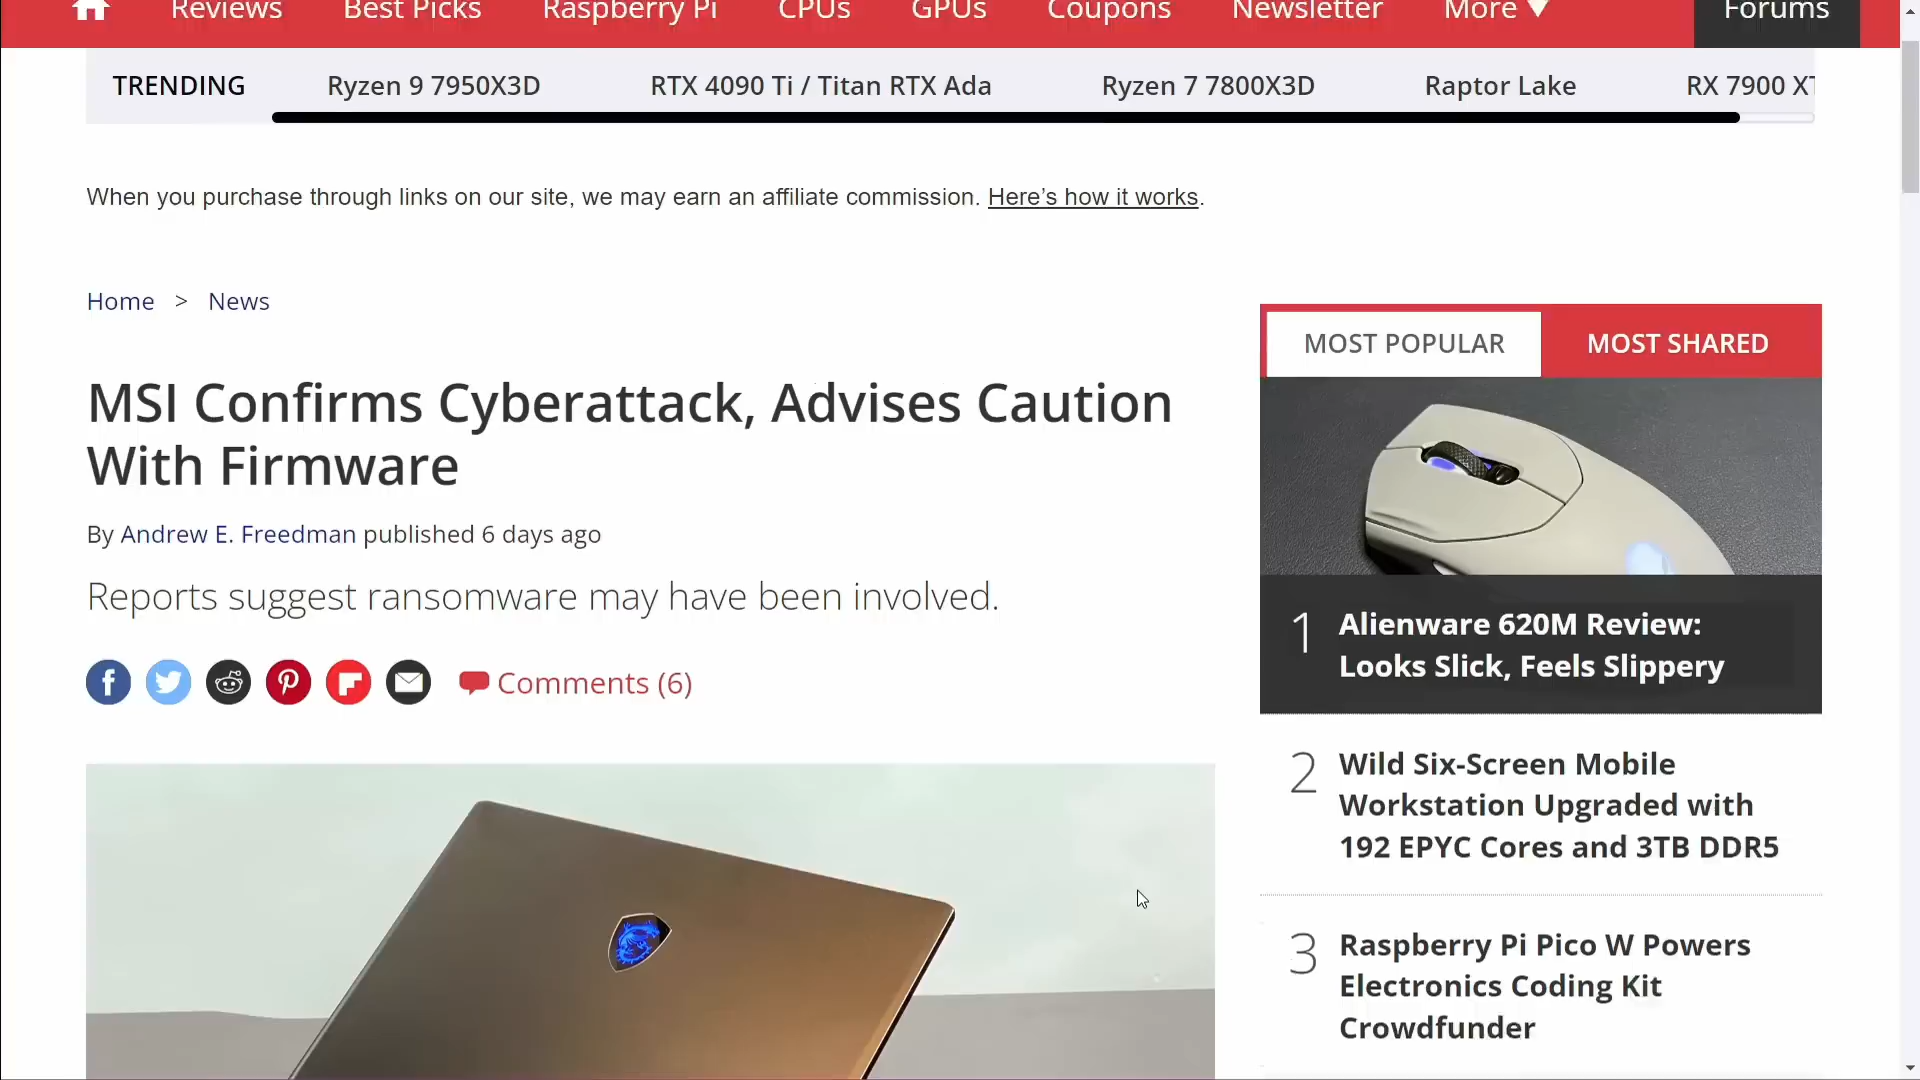 Reviews Best Picks Raspberry Pi CPUs GPUs Coupons Newsletter More Forums
TRENDING Ryzen 9 7950X3D RTX 4090 Ti / Titan RTX Ada Ryzen 7 7800X3D Raptor Lake RX 7900 XT
When you purchase through links on our site, we may earn an affiliate commission. Here’s how it works.
Home > News
MSI Confirms Cyberattack, Advises Caution
With Firmware
By Andrew E. Freedman published 6 days ago
Reports suggest ransomware may have been involved.
Comments (6)
MOST POPULAR MOST SHARED
1 Alienware 620M Review:
Looks Slick, Feels Slippery
2 Wild Six-Screen Mobile
Workstation Upgraded with
192 EPYC Cores and 3TB DDR5
3 Raspberry Pi Pico W Powers
Electronics Coding Kit
Crowdfunder